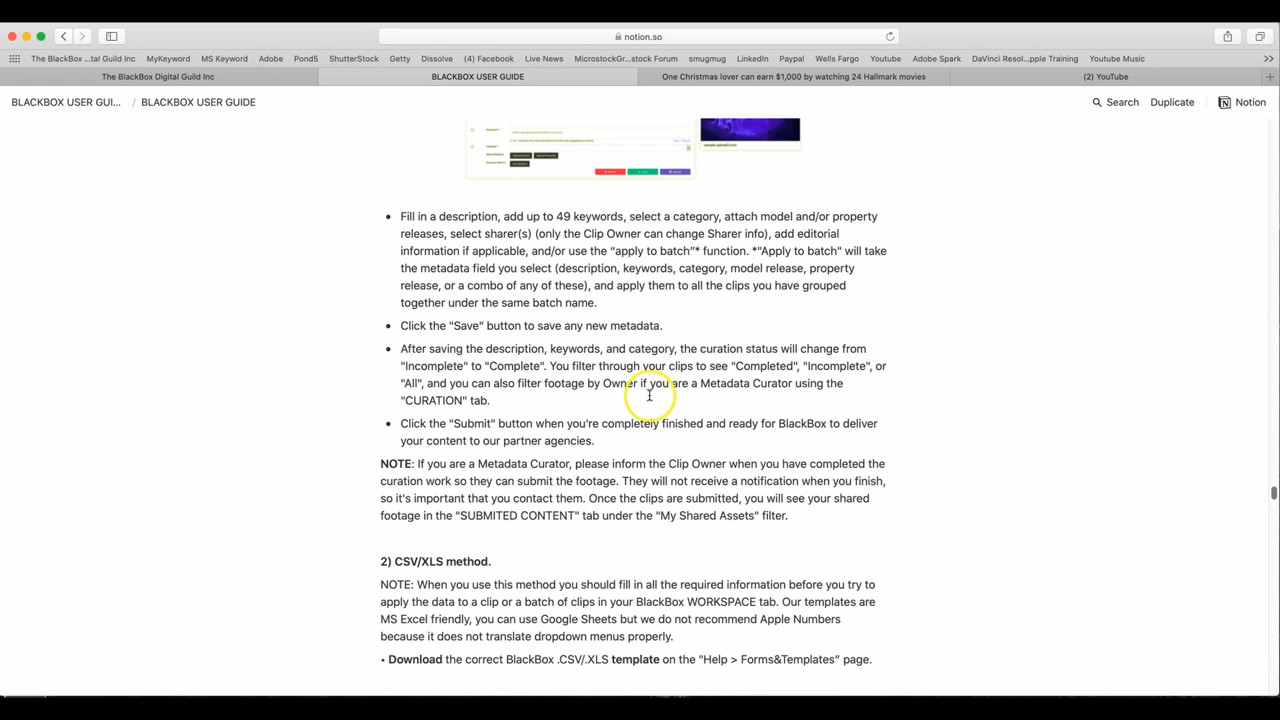 notion.so
The BlackBox ...tal Guild Inc MyKeyword MS Keyword Adobe Pond5 ShutterStock Getty Dissolve (4) Facebook Live News MicrostockGr...stock Forum smugmug LinkedIn Paypal Wells Fargo Youtube Adobe Spark DaVinci Resol...pple Training Youtube Music
The BlackBox Digital Guild Inc BLACKBOX USER GUIDE One Christmas lover can earn $1,000 by watching 24 Hallmark movies (2) YouTube
BLACKBOX USER GUI... / BLACKBOX USER GUIDE Search Duplicate Notion
• Fill in a description, add up to 49 keywords, select a category, attach model and/or property
releases, select sharer(s) (only the Clip Owner can change Sharer info), add editorial
information if applicable, and/or use the “apply to batch”* function. *"Apply to batch" will take
the metadata field you select (description, keywords, category, model release, property
release, or a combo of any of these), and apply them to all the clips you have grouped
together under the same batch name.
• Click the "Save" button to save any new metadata.
• After saving the description, keywords, and category, the curation status will change from
"Incomplete" to "Complete". You filter through your clips to see "Completed", "Incomplete", or
"All", and you can also filter footage by Owner if you are a Metadata Curator using the
"CURATION" tab.
• Click the "Submit" button when you're completely finished and ready for BlackBox to deliver
your content to our partner agencies.
NOTE: If you are a Metadata Curator, please inform the Clip Owner when you have completed the
curation work so they can submit the footage. They will not receive a notification when you finish,
so it's important that you contact them. Once the clips are submitted, you will see your shared
footage in the "SUBMITED CONTENT" tab under the "My Shared Assets" filter.
2) CSV/XLS method.
NOTE: When you use this method you should fill in all the required information before you try to
apply the data to a clip or a batch of clips in your BlackBox WORKSPACE tab. Our templates are
MS Excel friendly, you can use Google Sheets but we do not recommend Apple Numbers
because it does not translate dropdown menus properly.
• Download the correct BlackBox .CSV/.XLS template on the "Help > Forms&Templates” page.